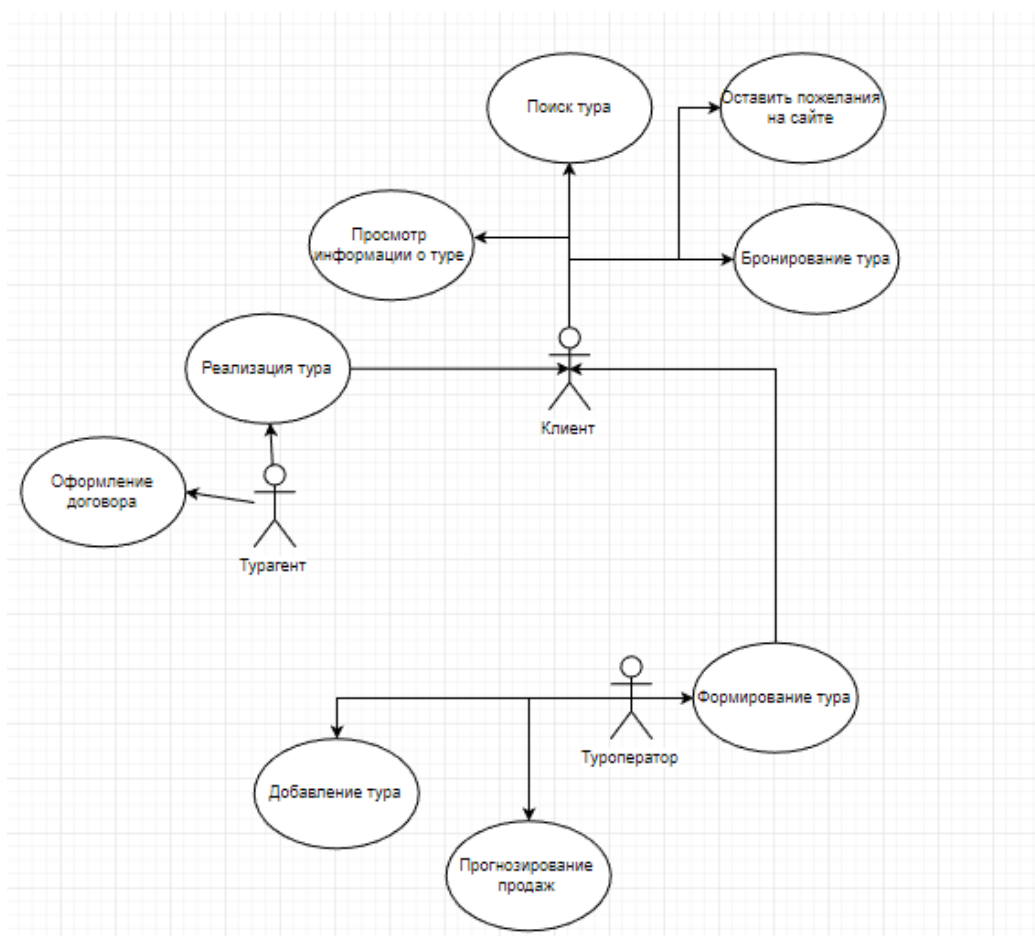 Поиск тура
Оставить пожелания
на сайте
Просмотр
информации о туре
Бронирование тура
Реализация тура
Клиент
Оформление
договора
Турагент
Формирование тура
Туроператор
Добавление тура
Прогнозирование
продаж